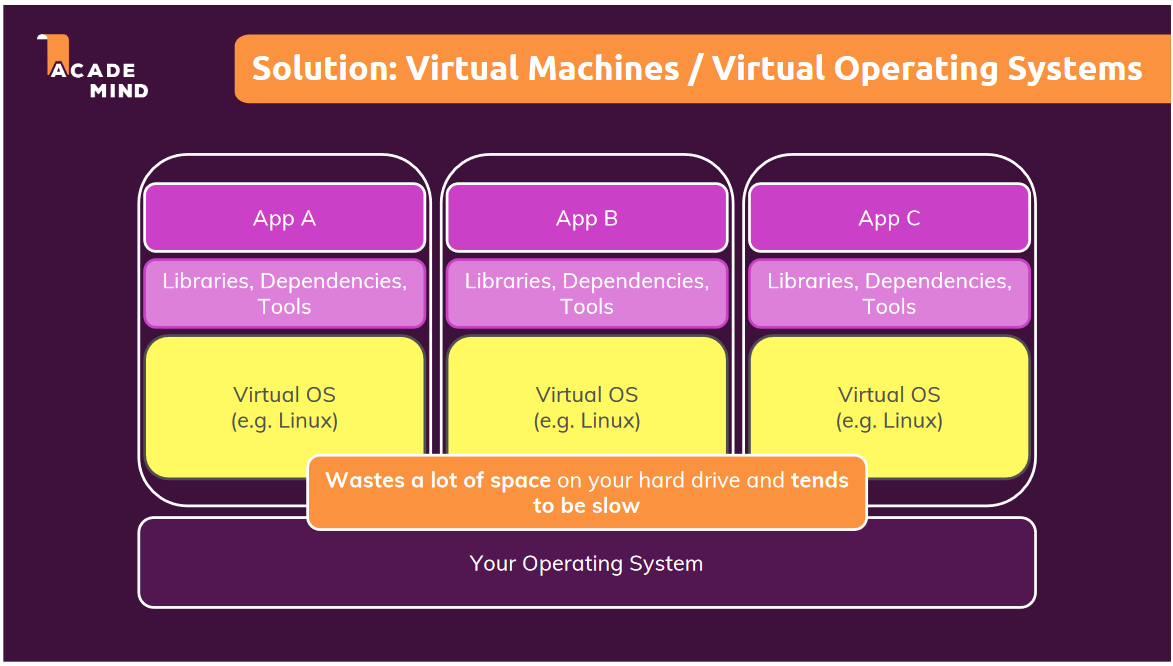 ACADE
MIND
Solution: Virtual Machines / Virtual Operating Systems
App A
Libraries, Dependencies,
Tools
Virtual OS
(e.g. Linux)
App B
Libraries, Dependencies,
Tools
Virtual OS
(e.g. Linux)
App C
Libraries, Dependencies,
Tools
Virtual OS
(e.g. Linux)
Wastes a lot of space on your hard drive and tends
to be slow
Your Operating System